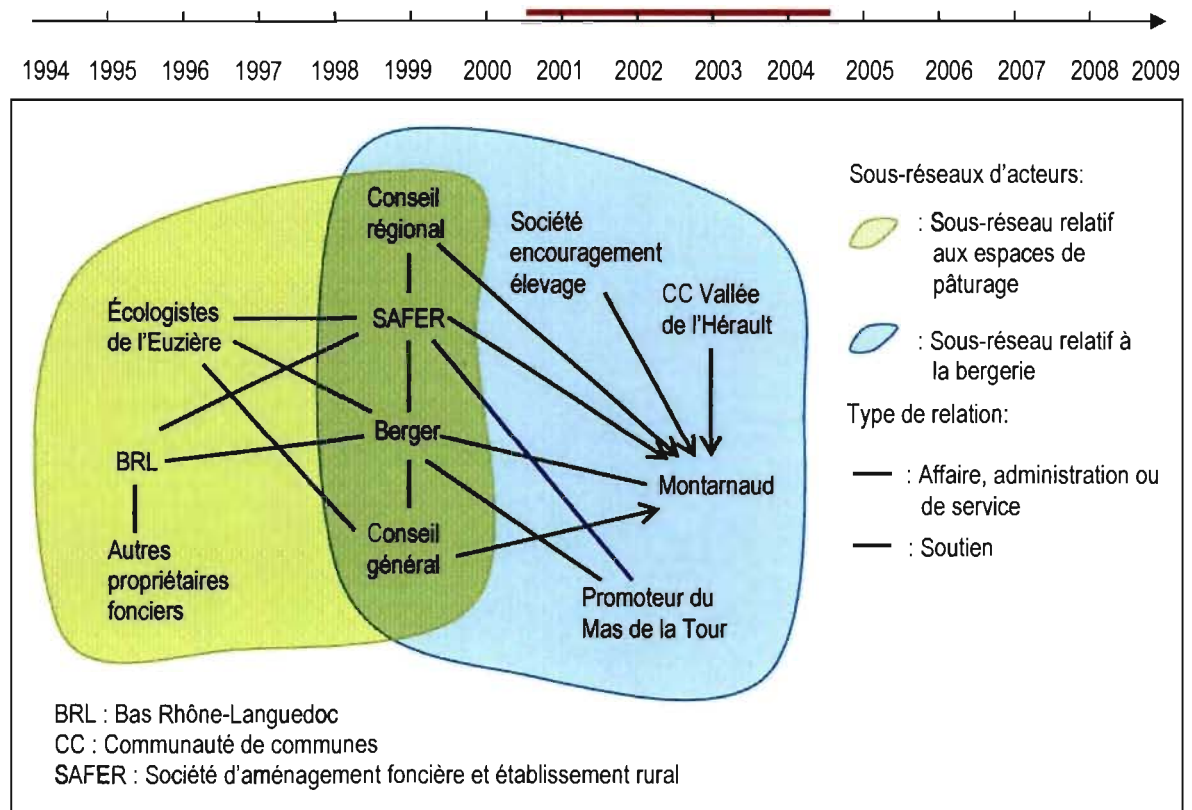 1994 1995 1996 1997 1998 1999 2000 2001 2002 2003 2004 2005 2006 2007 2008 2009
Conseil
régional
Société
encouragement
élevage
CC Vallée
de l'Hérault
Écologistes
de l'Euzière
SAFER
Berger
BRL
Montarnaud
Autres
propriétaires
fonciers
Conseil
général
Promoteur du
Mas de la Tour
Sous-réseaux d'acteurs:
: Sous-réseau relatif
aux espaces de
pâturage
: Sous-réseau relatif à
la bergerie
Type de relation:
: Affaire, administration ou
de service
: Soutien
BRL : Bas Rhône-Languedoc
CC : Communauté de communes
SAFER : Société d'aménagement foncière et établissement rural